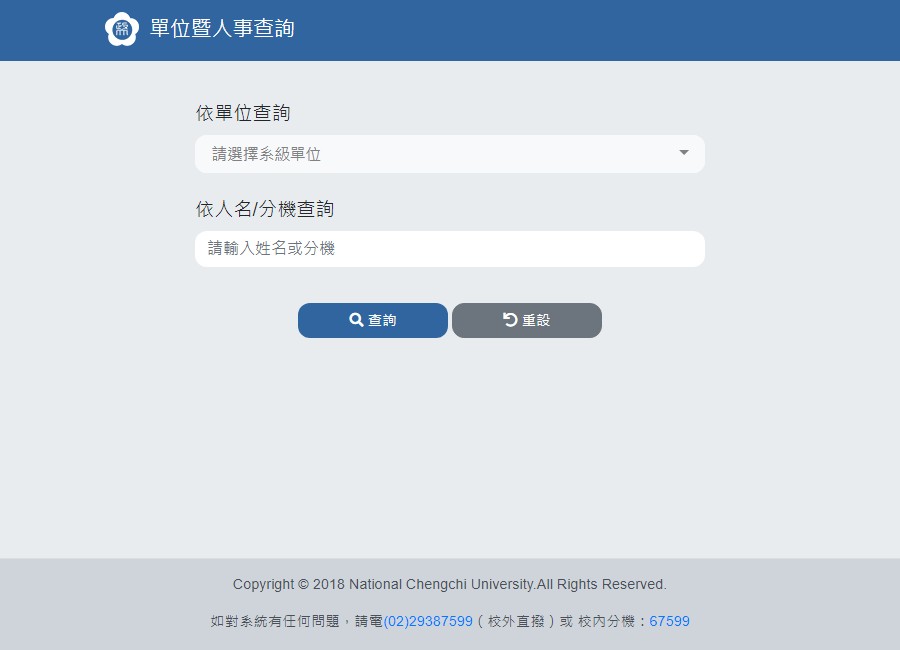 單位暨人事查詢
依單位查詢
請選擇系級單位
依人名/分機查詢
請輸入姓名或分機
查詢
重設
Copyright © 2018 National Chengchi University.All Rights Reserved.
如對系統有任何問題，請電(02)29387599（校外直撥）或 校內分機：67599